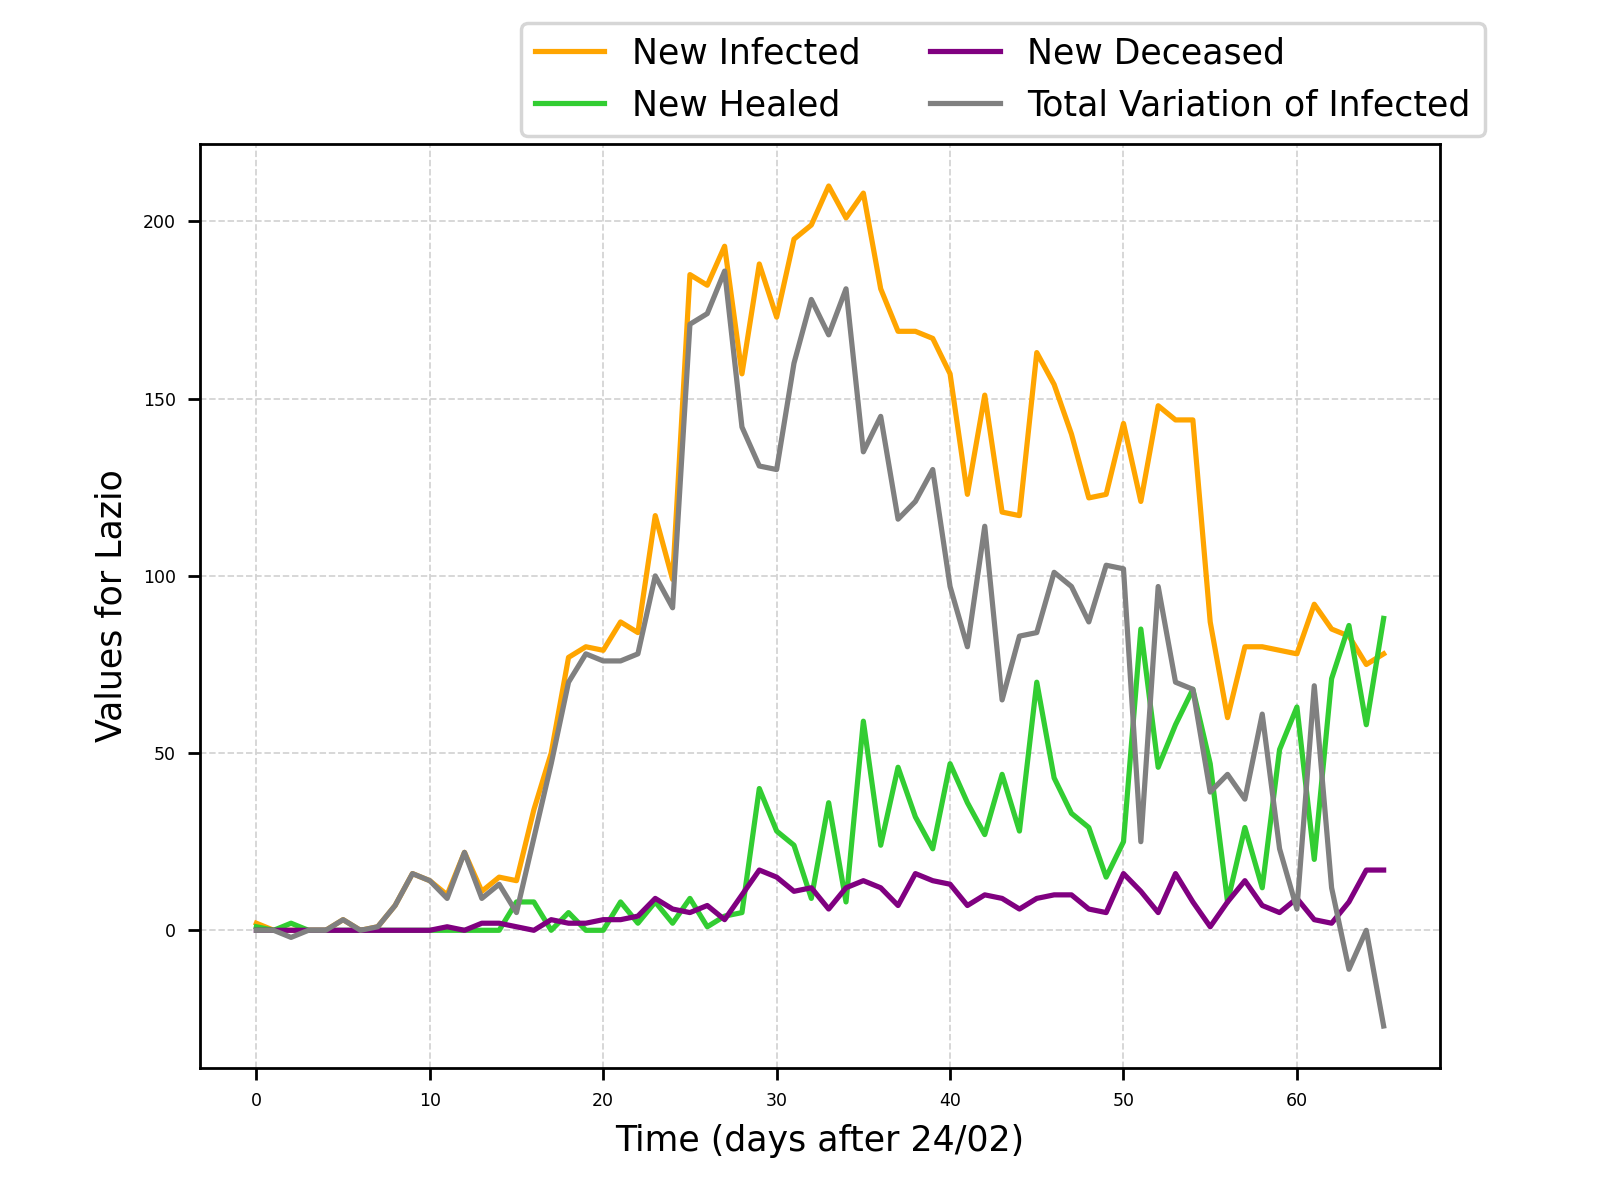 New Infected
New Healed
New Deceased
Total Variation of Infected
200
150
100
50
0
Values for Lazio
0 10 20 30 40 50 60
Time (days after 24/02)